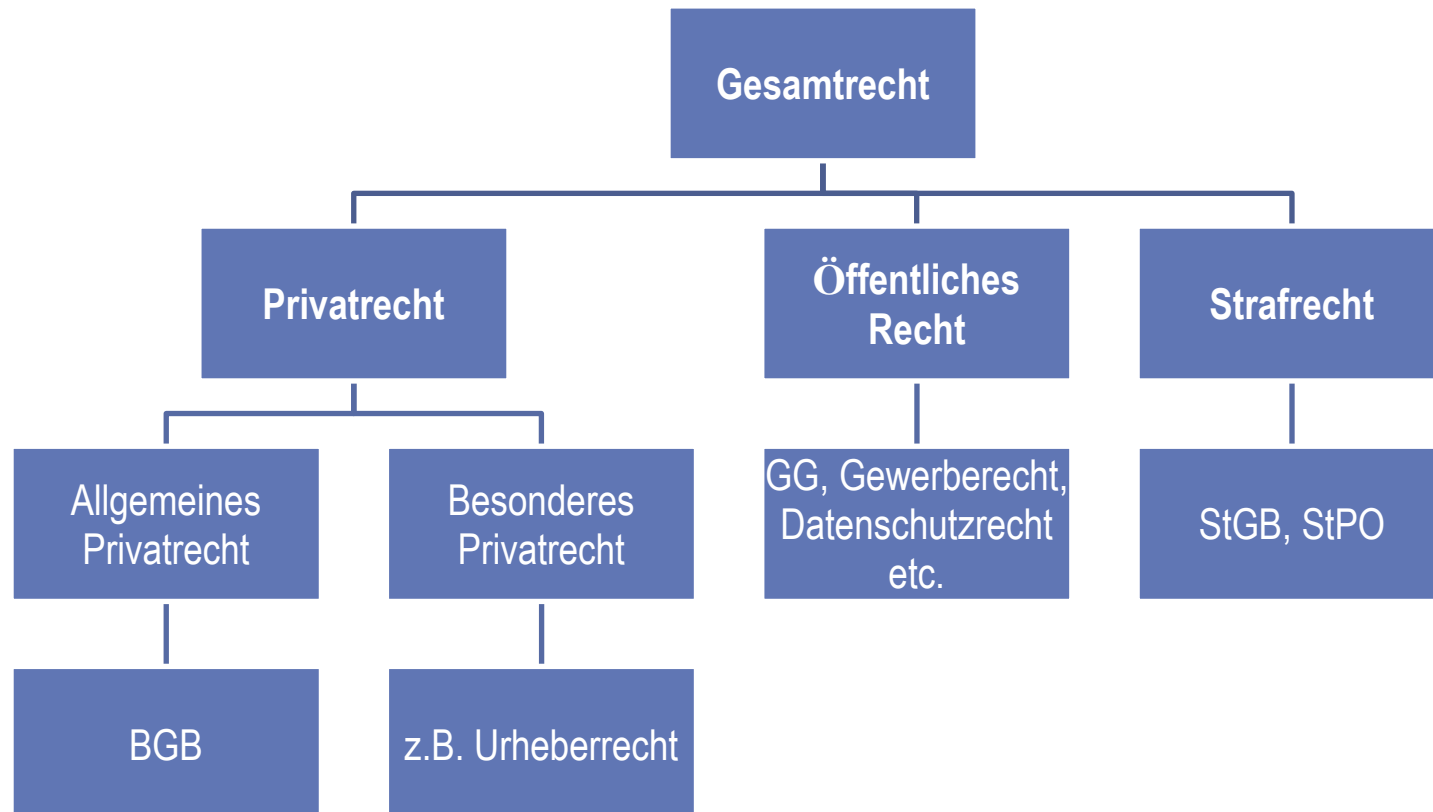 Gesamtrecht
Privatrecht
Öffentliches
Recht
Strafrecht
Allgemeines
Privatrecht
Besonderes
Privatrecht
GG, Gewerberecht,
Datenschutzrecht
etc.
StGB, StPO
BGB
z.B. Urheberrecht